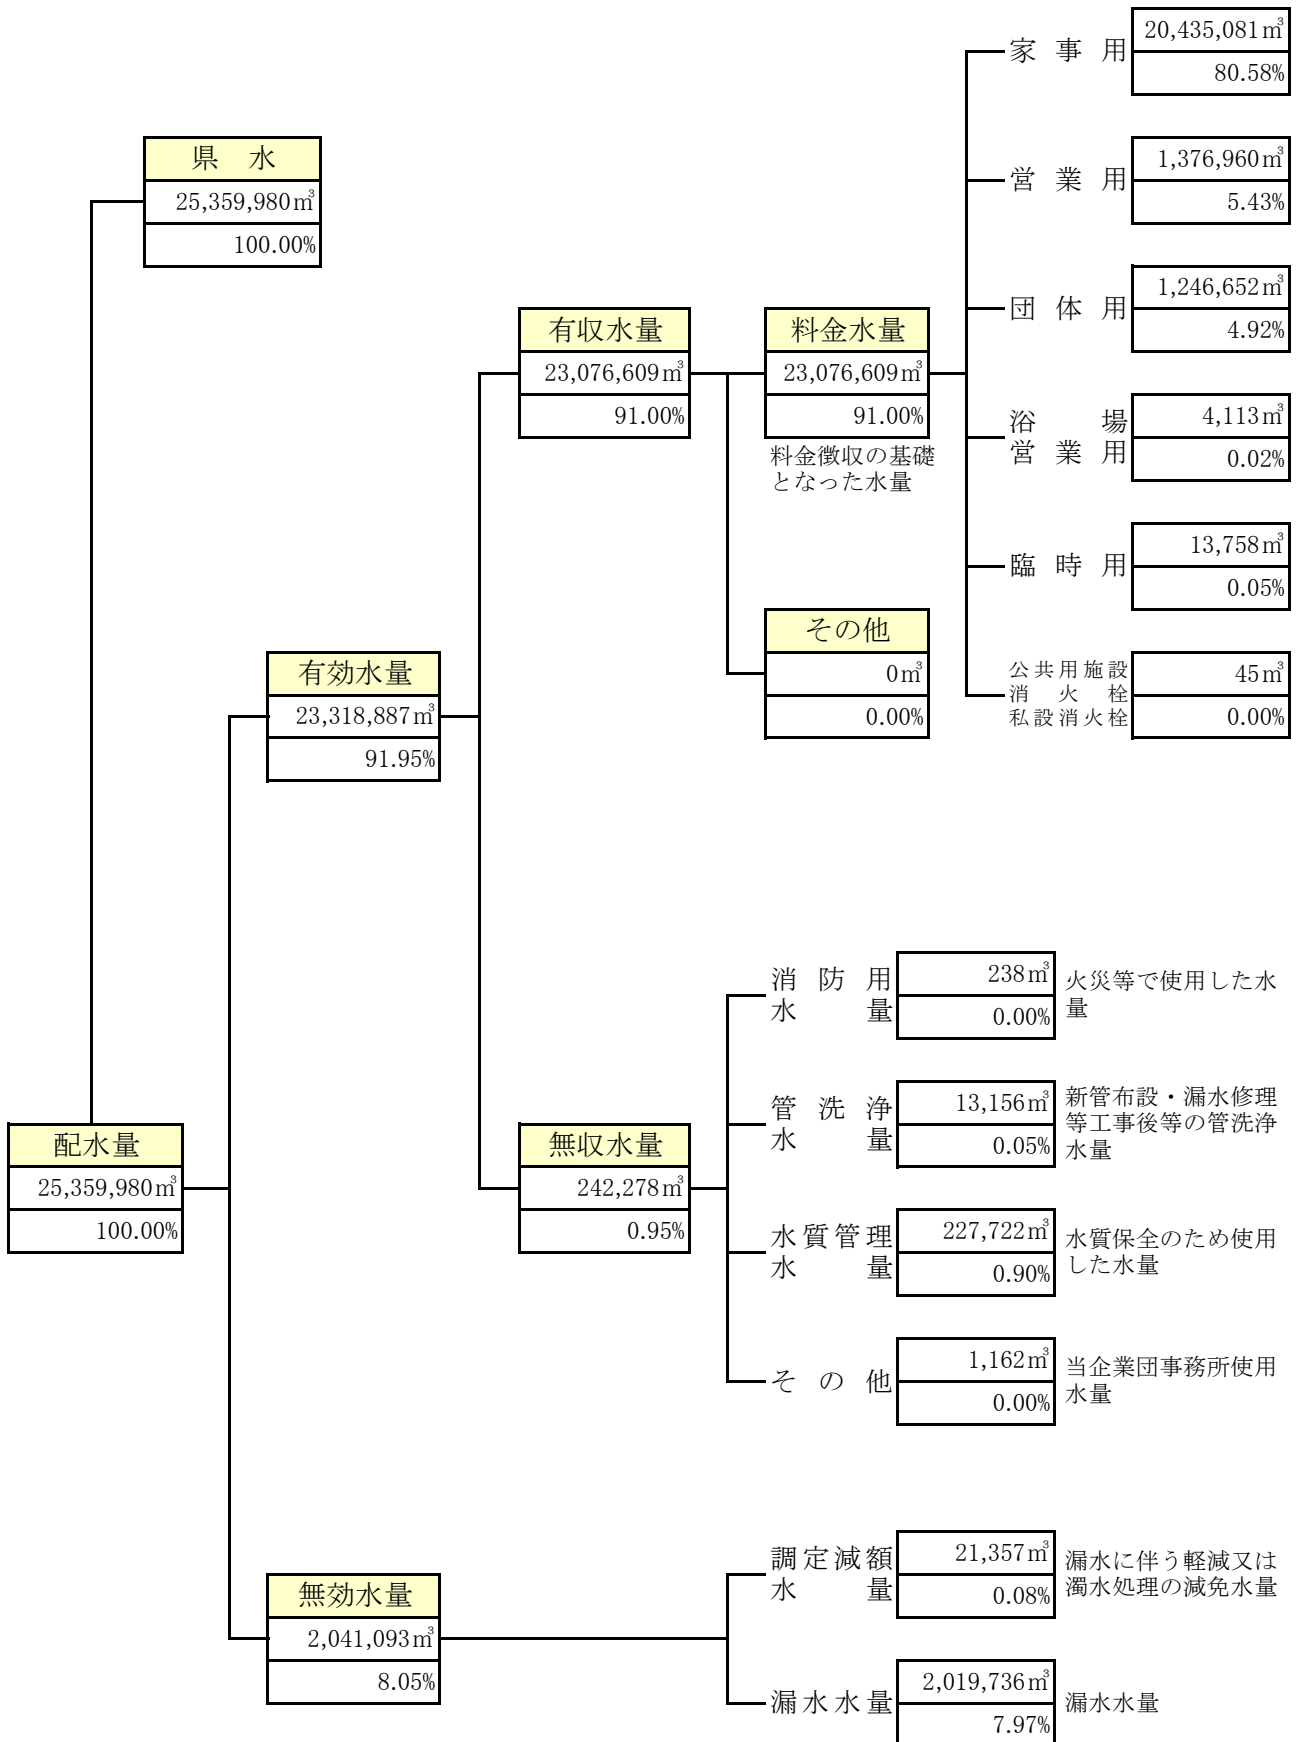 県 水
25,359,980㎥
100.00%
配水量
25,359,980㎥
100.00%
有効水量
23,318,887㎥
91.95%
有収水量
23,076,609㎥
91.00%
料金水量
23,076,609㎥
91.00%
料金徴収の基礎
となった水量
家事用
20,435,081㎥
80.58%
営業用
1,376,960㎥
5.43%
団体用
1,246,652㎥
4.92%
浴場
営業用
4,113㎥
0.02%
臨時用
13,758㎥
0.05%
公共用施設
消火栓
私設消火栓
45㎥
0.00%
その他
0㎥
0.00%
無収水量
242,278㎥
0.95%
消防用
水量
238㎥
0.00%
火災等で使用した水
量
管洗浄
水量
13,156㎥
0.05%
新管布設・漏水修理
等工事後等の管洗浄
水量
水質管理
水量
227,722㎥
0.90%
水質保全のため使用
した水量
その他
1,162㎥
0.00%
当企業団事務所使用
水量
無効水量
2,041,093㎥
8.05%
調定減額
水量
21,357㎥
0.08%
漏水に伴う軽減又は
濁水処理の減免水量
漏水水量
2,019,736㎥
7.97%
漏水水量